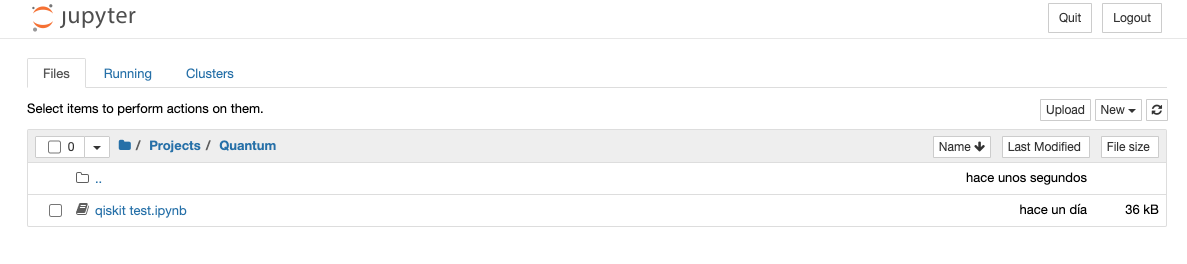 jupyter
Quit Logout
Files Running Clusters
Select items to perform actions on them.
Upload New
0 / Projects / Quantum Name Last Modified File size
.. hace unos segundos
qiskit test.ipynb hace un día 36 kB